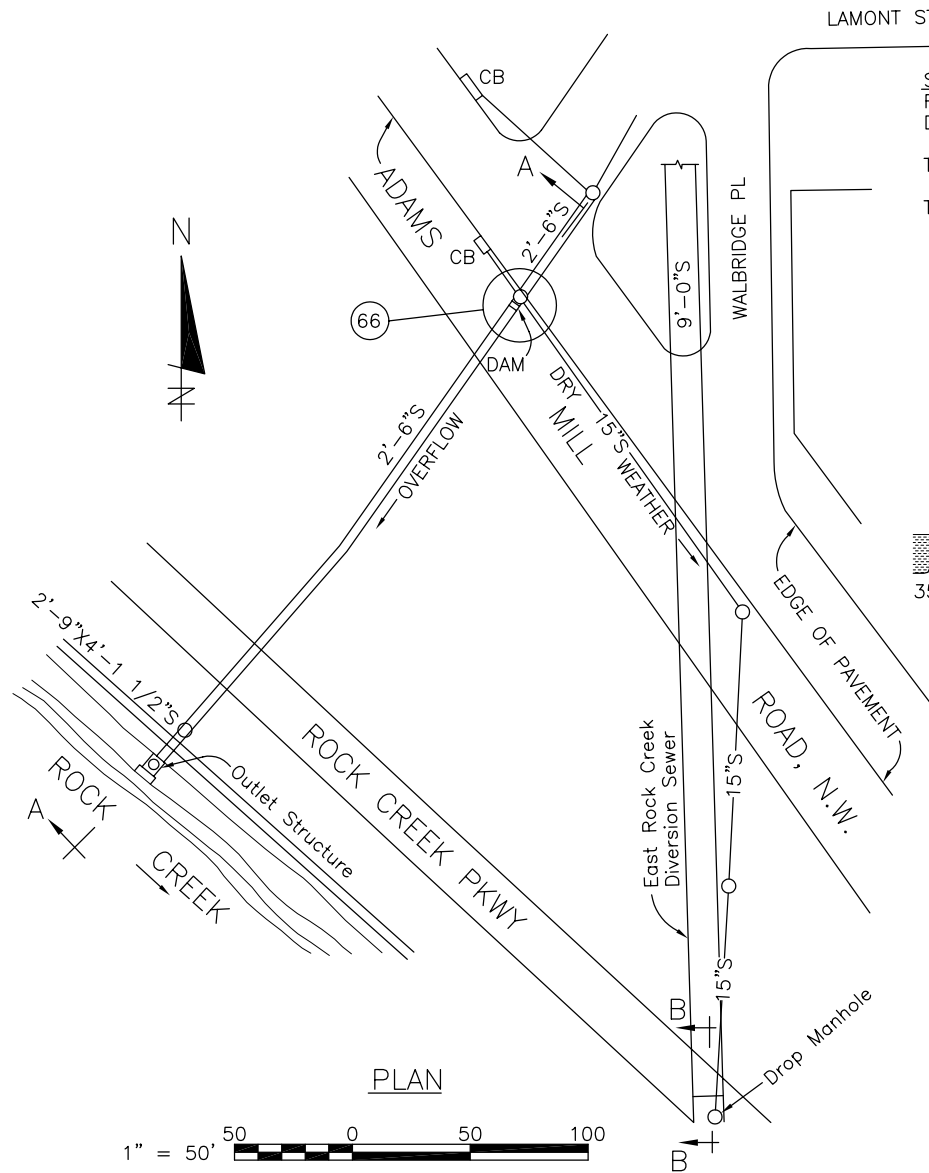 LAMONT ST
CB
A
ADAMS
N
2'-6"S
CB
66
DAM
WALBRIDGE PL
9'-0"S
DRY
15"S
WEATHER
MILL
2'-6"S
OVERFLOW
N
35
EDGE OF PAVEMENT
2'-9"X4'-1 1/2"S
ROCK CREEK PKWY
ROAD, N.W.
15"S
Outlet Structure
ROCK
CREEK
A
East Rock Creek
Diversion Sewer
15"S
B
Drop Manhole
PLAN
1" = 50'
50 0 50 100
B